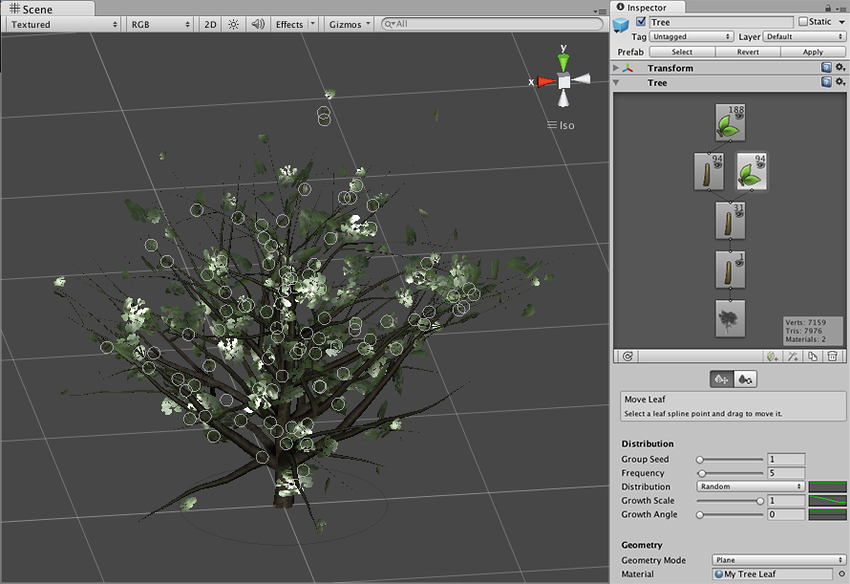 Scene
Textured RGB 2D Effects Gizmos All
y
x
Iso
Inspector
Tree Static
Tag Untagged Layer Default
Prefab Select Revert Apply
Transform
Tree
188
94 94
31
1
Verts: 7159
Tris: 7976
Materials: 2
Move Leaf
Select a leaf spline point and drag to move it.
Distribution
Group Seed 1
Frequency 5
Distribution Random
Growth Scale 1
Growth Angle 0
Geometry
Geometry Mode Plane
Material My Tree Leaf